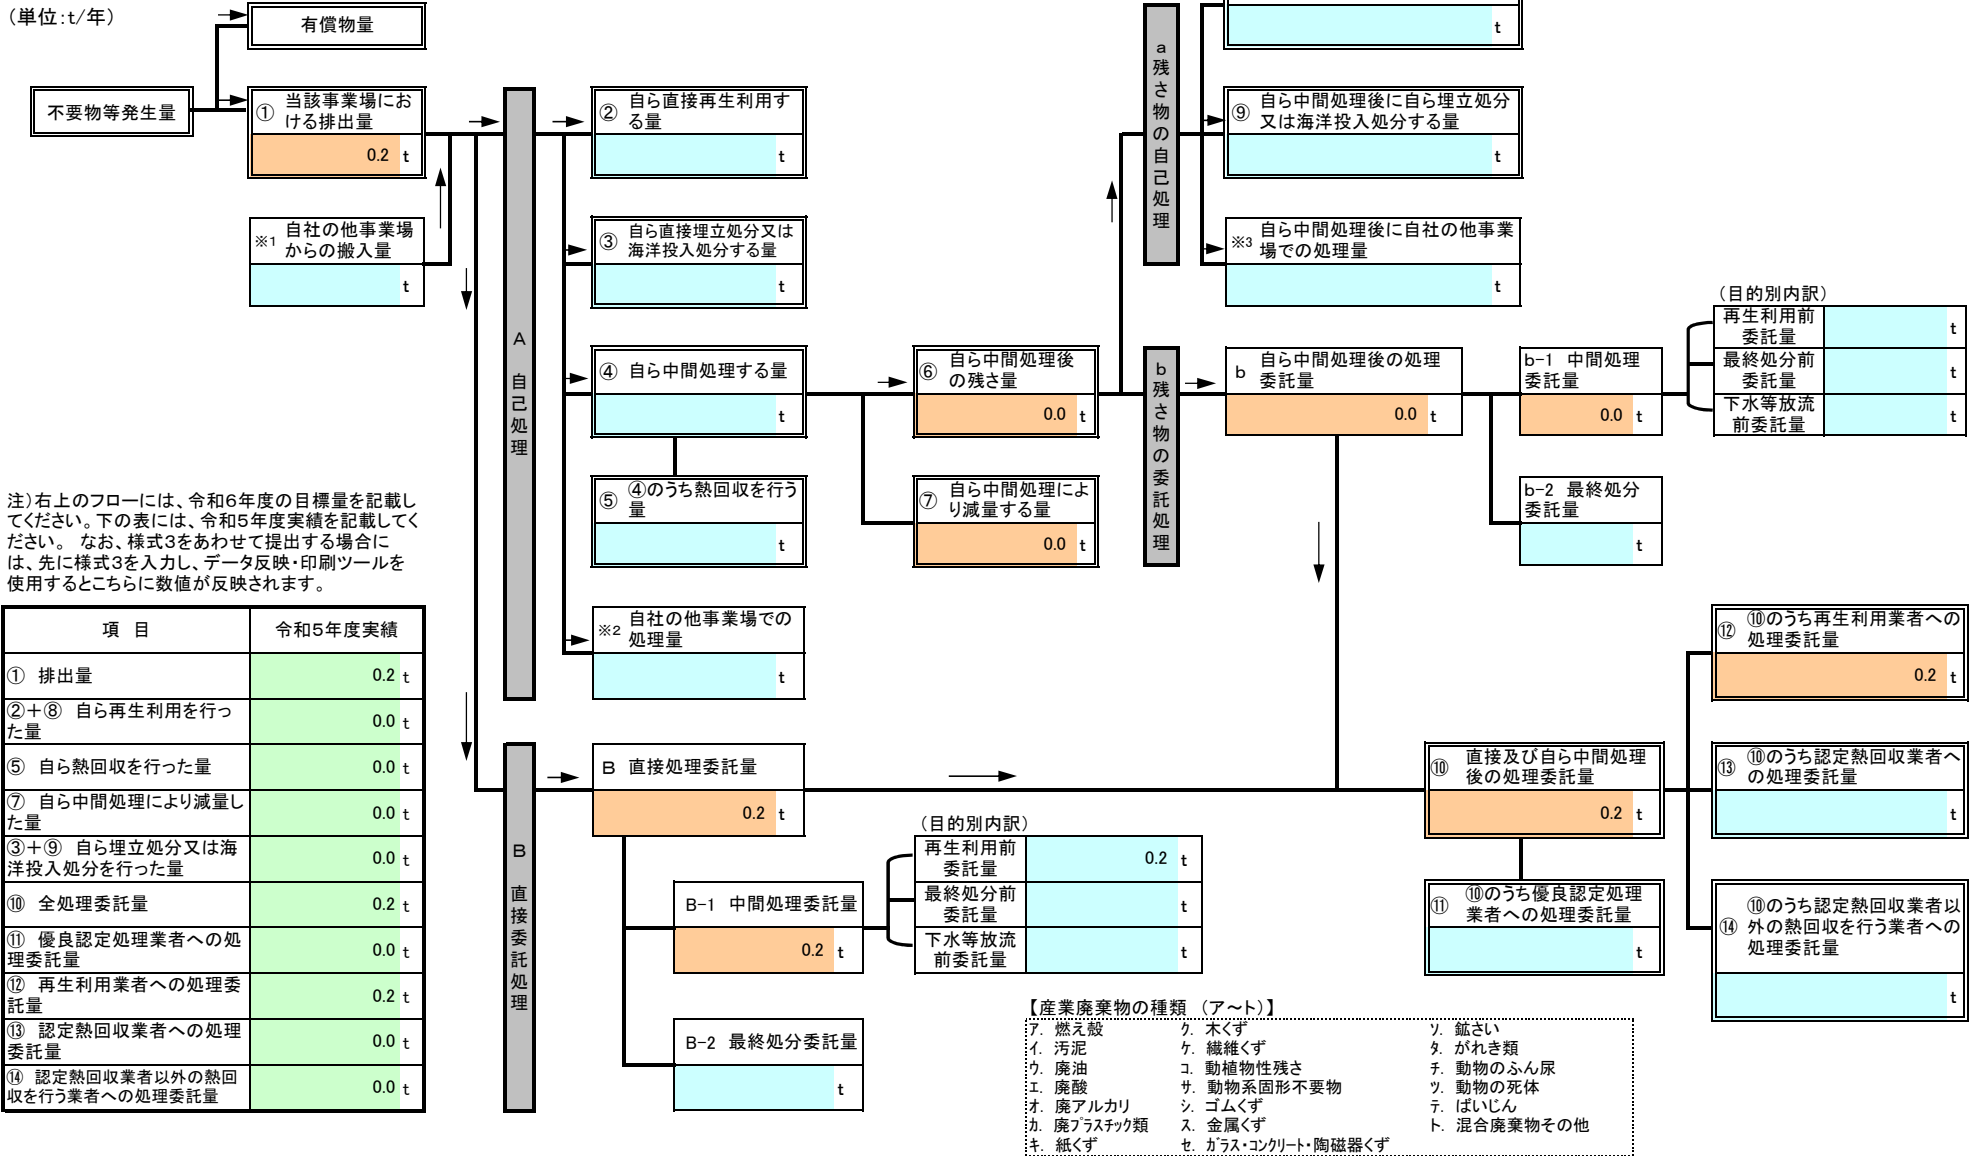 （単位:t/年）
有償物量
不要物等発生量
① 当該事業場にお
ける排出量
0.2 t
※1 自社の他事業場
からの搬入量
t
A 自己処理
② 自ら直接再生利用す
る量
t
③ 自ら直接埋立処分又は
海洋投入処分する量
t
④ 自ら中間処理する量
t
⑤ ④のうち熱回収を行う
量
t
※2 自社の他事業場での
処理量
t
⑥ 自ら中間処理後
の残さ量
0.0 t
⑦ 自ら中間処理によ
り減量する量
0.0 t
a 残さ物の自己処理
t
⑨ 自ら中間処理後に自ら埋立処分
又は海洋投入処分する量
t
※3 自ら中間処理後に自社の他事業
場での処理量
t
b 残さ物の委託処理
b 自ら中間処理後の処理
委託量
0.0 t
b-1 中間処理
委託量
0.0 t
（目的別内訳）
再生利用前
委託量
t
最終処分前
委託量
t
下水等放流
前委託量
t
b-2 最終処分
委託量
t
注）右上のフローには、令和６年度の目標量を記載し
てください。下の表には、令和５年度実績を記載してく
ださい。 なお、様式３をあわせて提出する場合に
は、先に様式３を入力し、データ反映・印刷ツールを
使用するとこちらに数値が反映されます。
項 目 令和５年度実績
① 排出量 0.2 t
②＋⑧ 自ら再生利用を行っ
た量 0.0 t
⑤ 自ら熱回収を行った量 0.0 t
⑦ 自ら中間処理により減量し
た量 0.0 t
③＋⑨ 自ら埋立処分又は海
洋投入処分を行った量 0.0 t
⑩ 全処理委託量 0.2 t
⑪ 優良認定処理業者への処
理委託量 0.0 t
⑫ 再生利用業者への処理委
託量 0.2 t
⑬ 認定熱回収業者への処理
委託量 0.0 t
⑭ 認定熱回収業者以外の熱回
収を行う業者への処理委託量 0.0 t
B 直接委託処理
B 直接処理委託量
0.2 t
B-1 中間処理委託量
0.2 t
（目的別内訳）
再生利用前
委託量
0.2 t
最終処分前
委託量
t
下水等放流
前委託量
t
B-2 最終処分委託量
t
⑩ 直接及び自ら中間処理
後の処理委託量
0.2 t
⑪ ⑩のうち優良認定処理
業者への処理委託量
t
⑫ ⑩のうち再生利用業者への
処理委託量
0.2 t
⑬ ⑩のうち認定熱回収業者へ
の処理委託量
t
⑭ ⑩のうち認定熱回収業者以
外の熱回収を行う業者への
処理委託量
t
【産業廃棄物の種類 （ア～ト）】
ア. 燃え殻 ク. 木くず ソ. 鉱さい
イ. 汚泥 ケ. 繊維くず タ. がれき類
ウ. 廃油 コ. 動植物性残さ チ. 動物のふん尿
エ. 廃酸 サ. 動物系固形不要物 ツ. 動物の死体
オ. 廃アルカリ シ. ゴムくず テ. ばいじん
カ. 廃プラスチック類 ス. 金属くず ト. 混合廃棄物その他
キ. 紙くず セ. ガラス・コンクリート・陶磁器くず